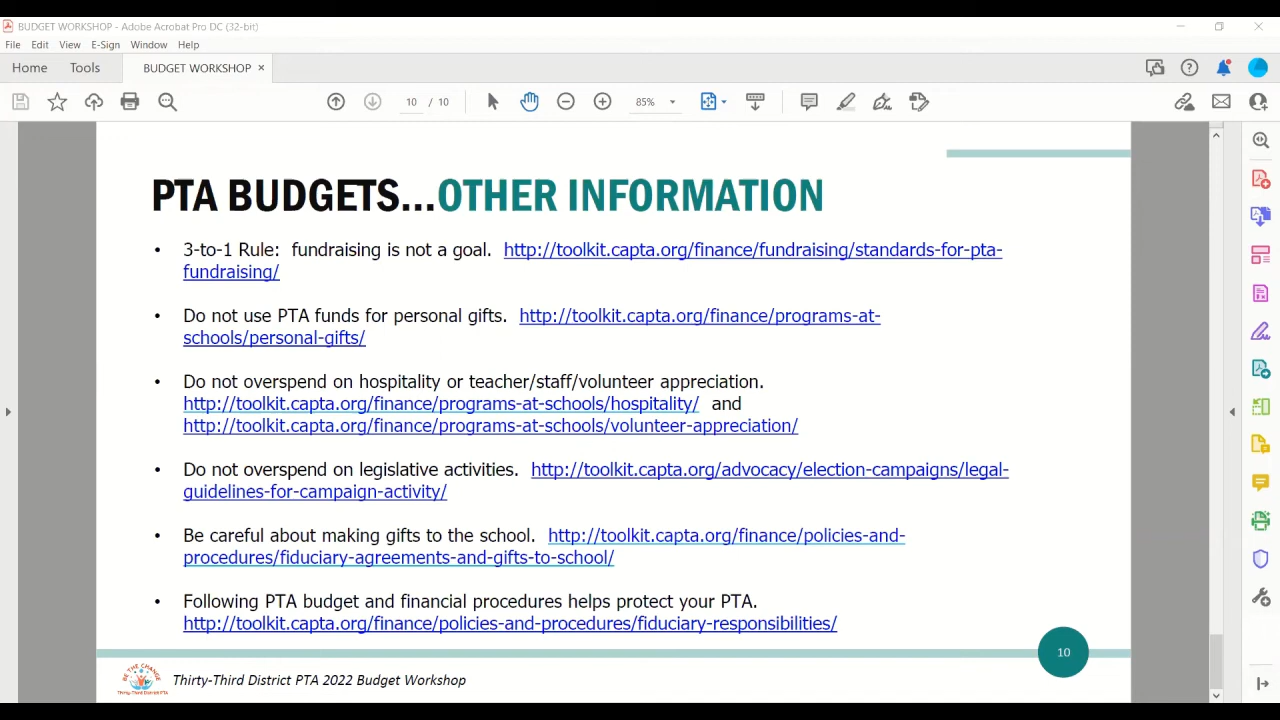 BUDGET WORKSHOP - Adobe Acrobat Pro DC (32-bit)
File Edit View E-Sign Window Help
Home Tools BUDGET WORKSHOP ×
10 / 10 85%
PTA BUDGETS...OTHER INFORMATION
• 3-to-1 Rule: fundraising is not a goal. http://toolkit.capta.org/finance/fundraising/standards-for-pta-
fundraising/
• Do not use PTA funds for personal gifts. http://toolkit.capta.org/finance/programs-at-
schools/personal-gifts/
• Do not overspend on hospitality or teacher/staff/volunteer appreciation.
http://toolkit.capta.org/finance/programs-at-schools/hospitality/ and
http://toolkit.capta.org/finance/programs-at-schools/volunteer-appreciation/
• Do not overspend on legislative activities. http://toolkit.capta.org/advocacy/election-campaigns/legal-
guidelines-for-campaign-activity/
• Be careful about making gifts to the school. http://toolkit.capta.org/finance/policies-and-
procedures/fiduciary-agreements-and-gifts-to-school/
• Following PTA budget and financial procedures helps protect your PTA.
http://toolkit.capta.org/finance/policies-and-procedures/fiduciary-responsibilities/
10
BE THE CHANGE
Thirty-Third District PTA
Thirty-Third District PTA 2022 Budget Workshop